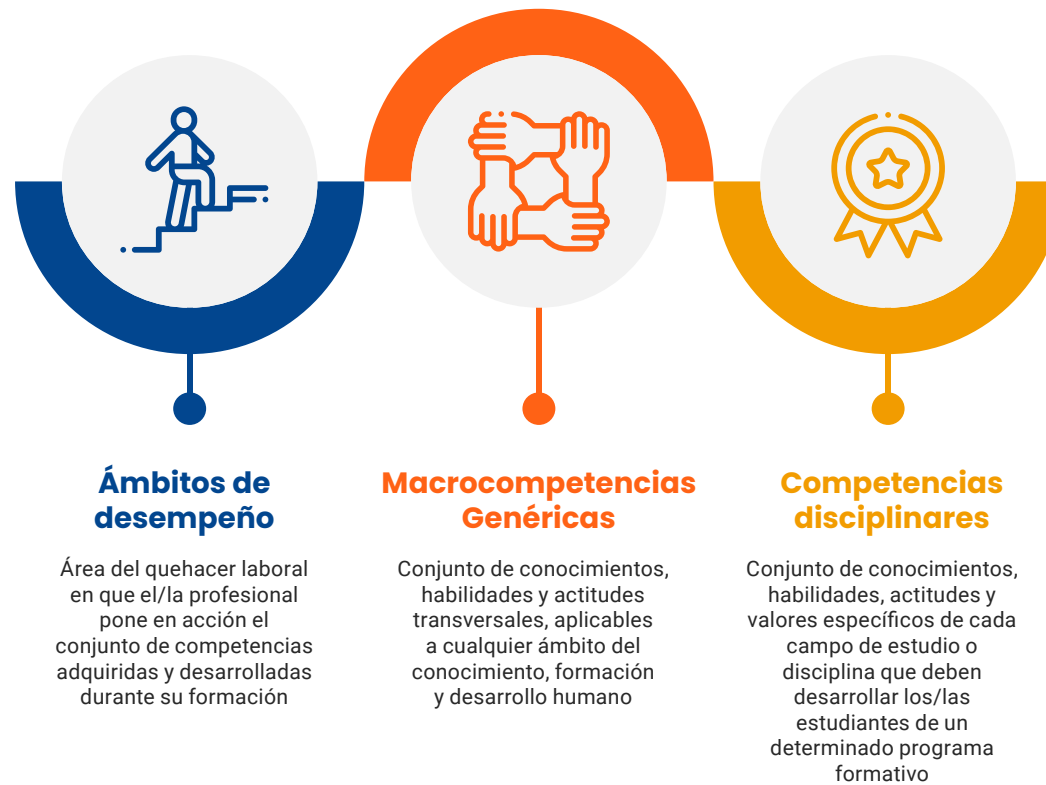 Ámbitos de
desempeño
Área del quehacer laboral
en que el/la profesional
pone en acción el
conjunto de competencias
adquiridas y desarrolladas
durante su formación
Macrocompetencias
Genéricas
Conjunto de conocimientos,
habilidades y actitudes
transversales, aplicables
a cualquier ámbito del
conocimiento, formación
y desarrollo humano
Competencias
disciplinares
Conjunto de conocimientos,
habilidades, actitudes y
valores específicos de cada
campo de estudio o
disciplina que deben
desarrollar los/las
estudiantes de un
determinado programa
formativo